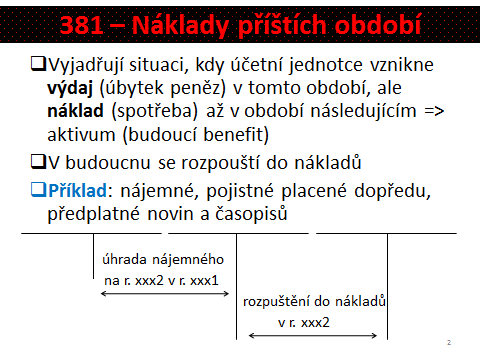 381 – Náklady příštích období
❑Vyjadřují situaci, kdy účetní jednotce vznikne
výdaj (úbytek peněz) v tomto období, ale
náklad (spotřeba) až v období následujícím =>
aktivum (budoucí benefit)
❑V budoucnu se rozpouští do nákladů
❑Příklad: nájemné, pojistné placené dopředu,
předplatné novin a časopisů
úhrada nájemného
na r. xxx2 v r. xxx1
rozpuštění do nákladů
v r. xxx2
2